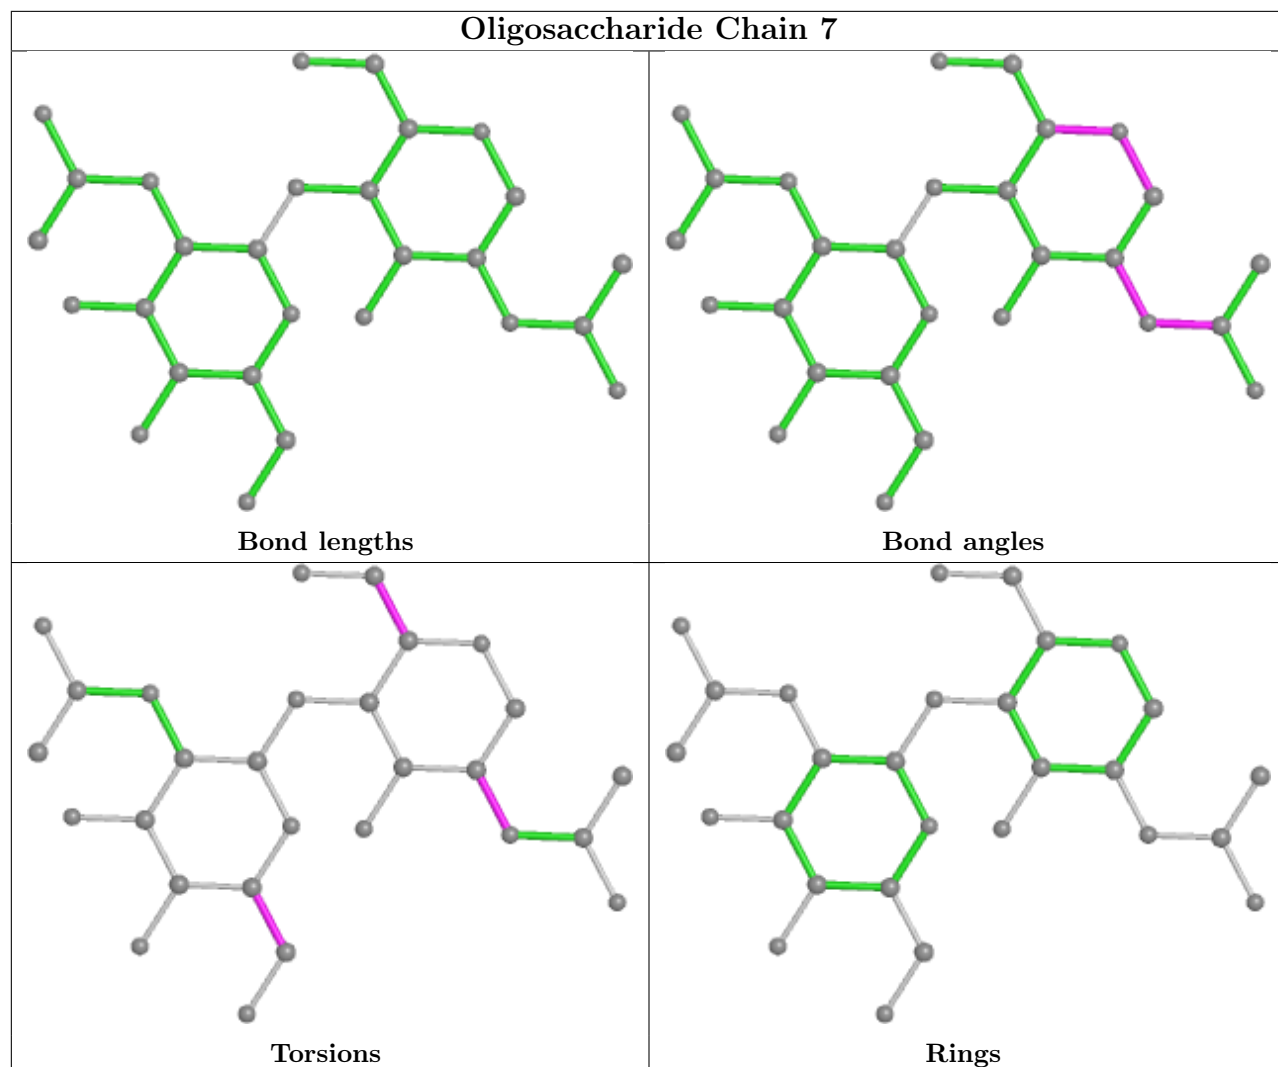 Oligosaccharide Chain 7
Bond lengths
Bond angles
Torsions
Rings